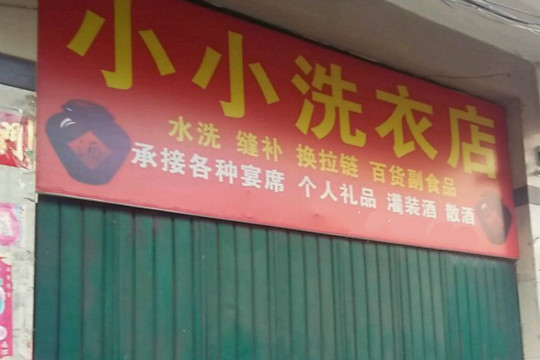 小小洗衣店
水洗 缝补 换拉链 百货副食品
承接各种宴席 个人礼品 灌装酒 散酒